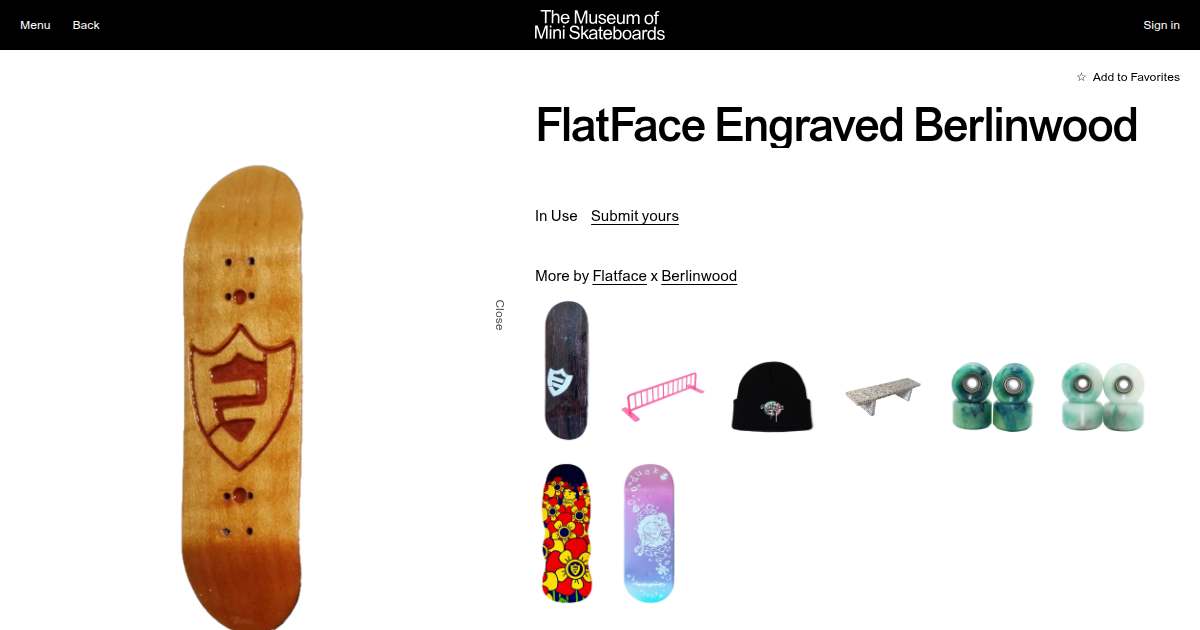 Menu
Back
The Museum of
Mini Skateboards
Sign in
☆ Add to Favorites
FlatFace Engraved Berlinwood
In Use Submit yours
More by Flatface x Berlinwood
Close